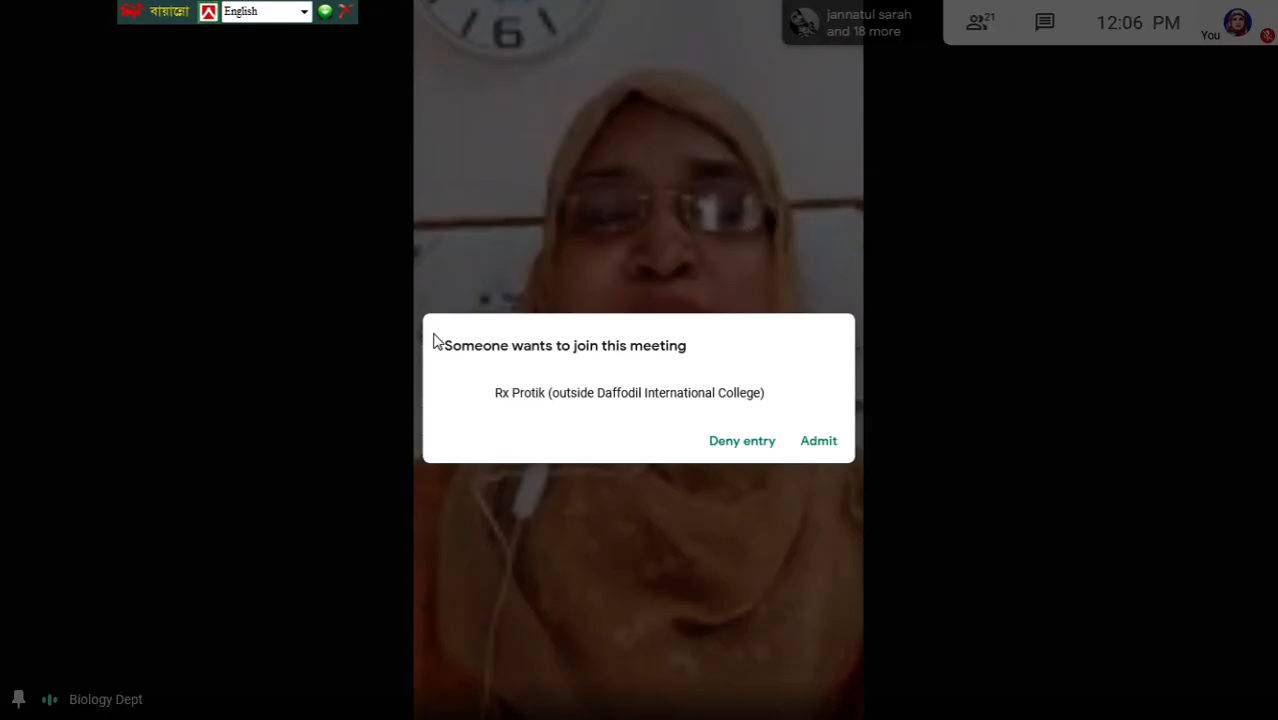 বায়ান্নো
English
jannatul sarah
and 18 more
21
12:06 PM
You
6
Someone wants to join this meeting
Rx Protik (outside Daffodil International College)
Deny entry
Admit
Biology Dept